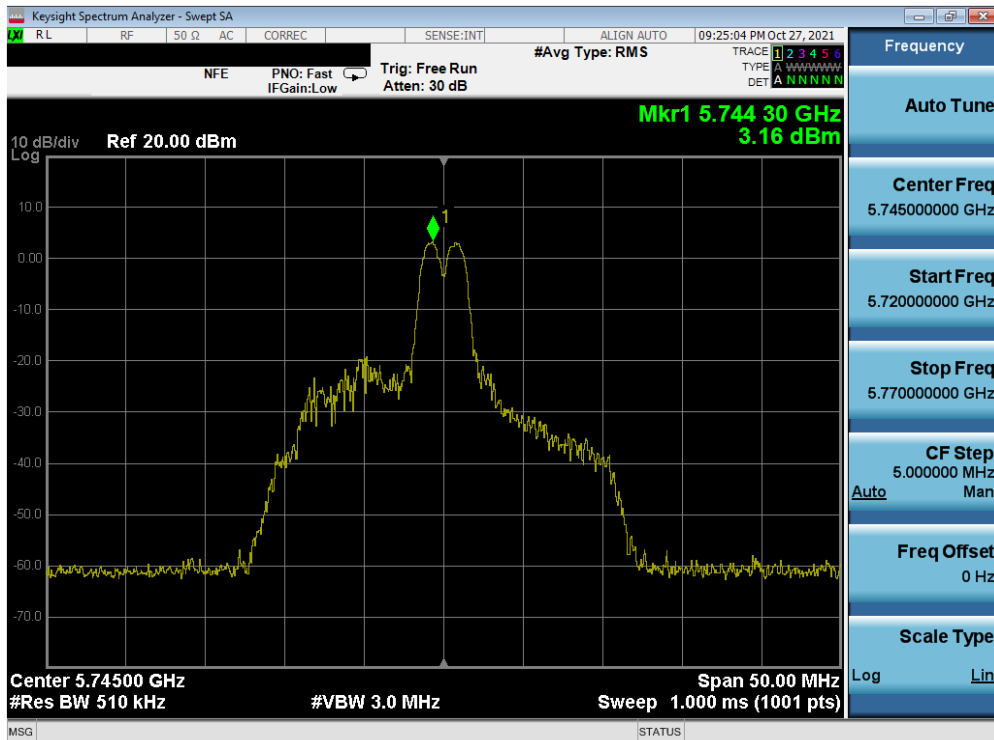 Keysight Spectrum Analyzer - Swept SA
LXI RL RF 50 Ω AC CORREC SENSE:INT ALIGN AUTO 09:25:04 PM Oct 27, 2021
NFE PNO: Fast Trig: Free Run #Avg Type: RMS TRACE 1 2 3 4 5 6
IFGain:Low Atten: 30 dB TYPE A WWWWW
DET A N N N N N
Mkr1 5.744 30 GHz
3.16 dBm
10 dB/div Ref 20.00 dBm
Log
10.0
1
0.00
-10.0
-20.0
-30.0
-40.0
-50.0
-60.0
-70.0
Center 5.74500 GHz Span 50.00 MHz
#Res BW 510 kHz #VBW 3.0 MHz Sweep 1.000 ms (1001 pts)
MSG STATUS
Frequency
Auto Tune
Center Freq
5.745000000 GHz
Start Freq
5.720000000 GHz
Stop Freq
5.770000000 GHz
CF Step
5.000000 MHz
Auto Man
Freq Offset
0 Hz
Scale Type
Log Lin